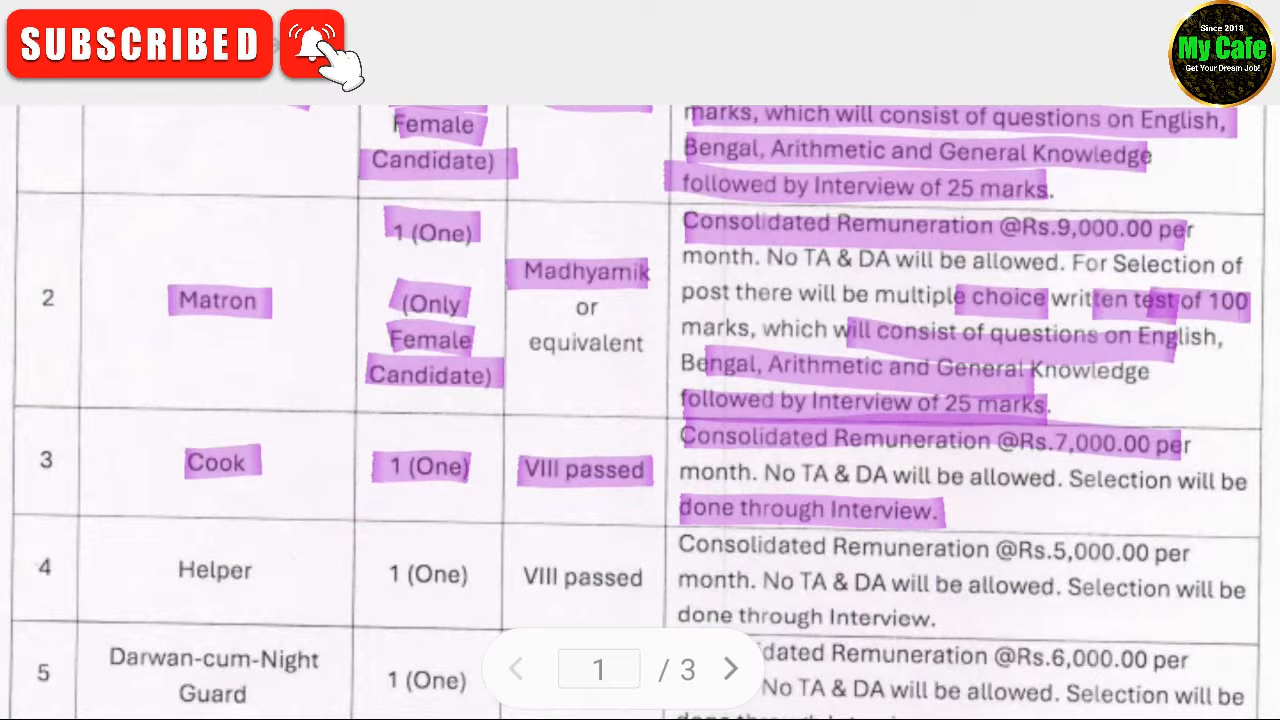 SUBSCRIBED
Since 2018
My Cafe
Get Your Dream Job!
Female
Candidate)
marks, which will consist of questions on English,
Bengal, Arithmetic and General Knowledge
followed by Interview of 25 marks.
2
Matron
1 (One)
(Only
Female
Candidate)
Madhyamik
or
equivalent
Consolidated Remuneration @Rs.9,000.00 per
month. No TA & DA will be allowed. For Selection of
post there will be multiple choice written test of 100
marks, which will consist of questions on English,
Bengal, Arithmetic and General Knowledge
followed by Interview of 25 marks.
3
Cook
1 (One)
VIII passed
Consolidated Remuneration @Rs.7,000.00 per
month. No TA & DA will be allowed. Selection will be
done through Interview.
4
Helper
1 (One)
VIII passed
Consolidated Remuneration @Rs.5,000.00 per
month. No TA & DA will be allowed. Selection will be
done through Interview.
5
Darwan-cum-Night
Guard
1 (One)
dated Remuneration @Rs.6,000.00 per
No TA & DA will be allowed. Selection will be
1 / 3